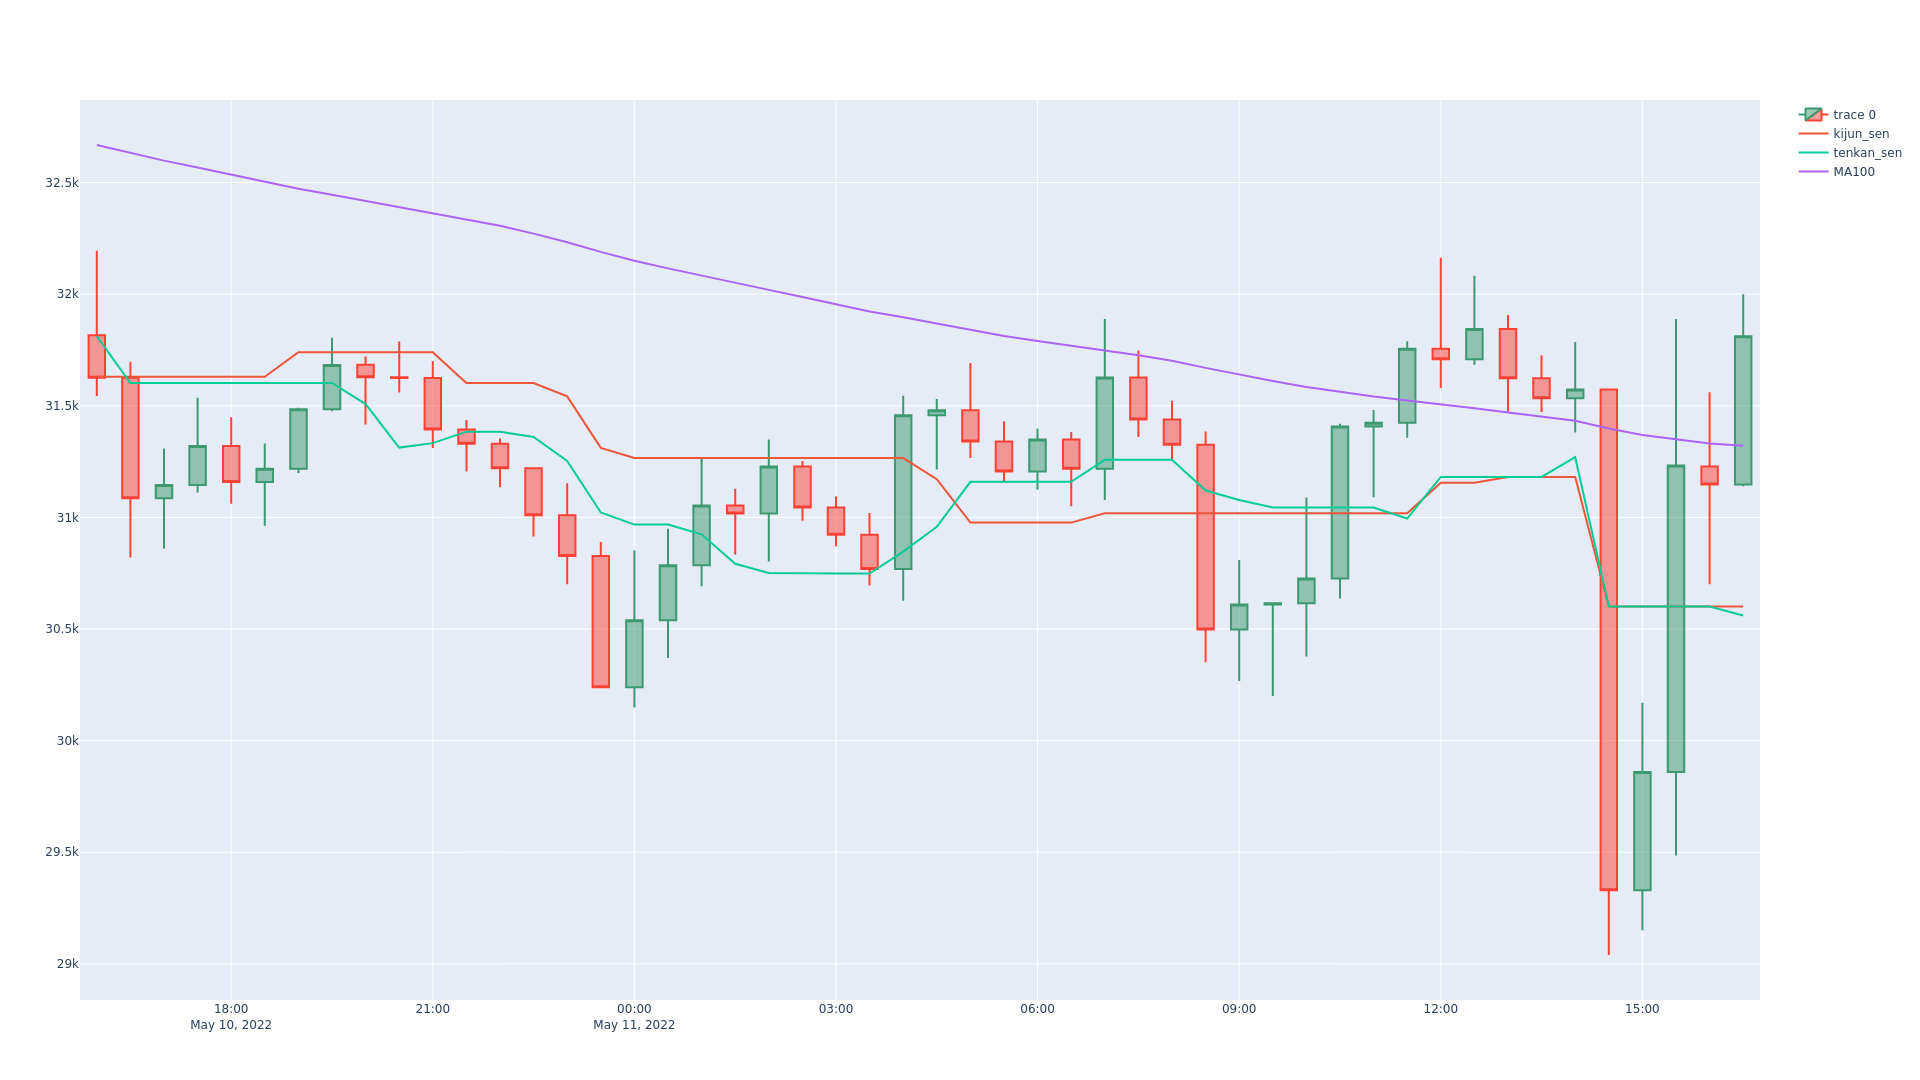 trace 0
kijun_sen
tenkan_sen
MA100
32.5k
32k
31.5k
31k
30.5k
30k
29.5k
29k
18:00 21:00 00:00 03:00 06:00 09:00 12:00 15:00
May 10, 2022 May 11, 2022